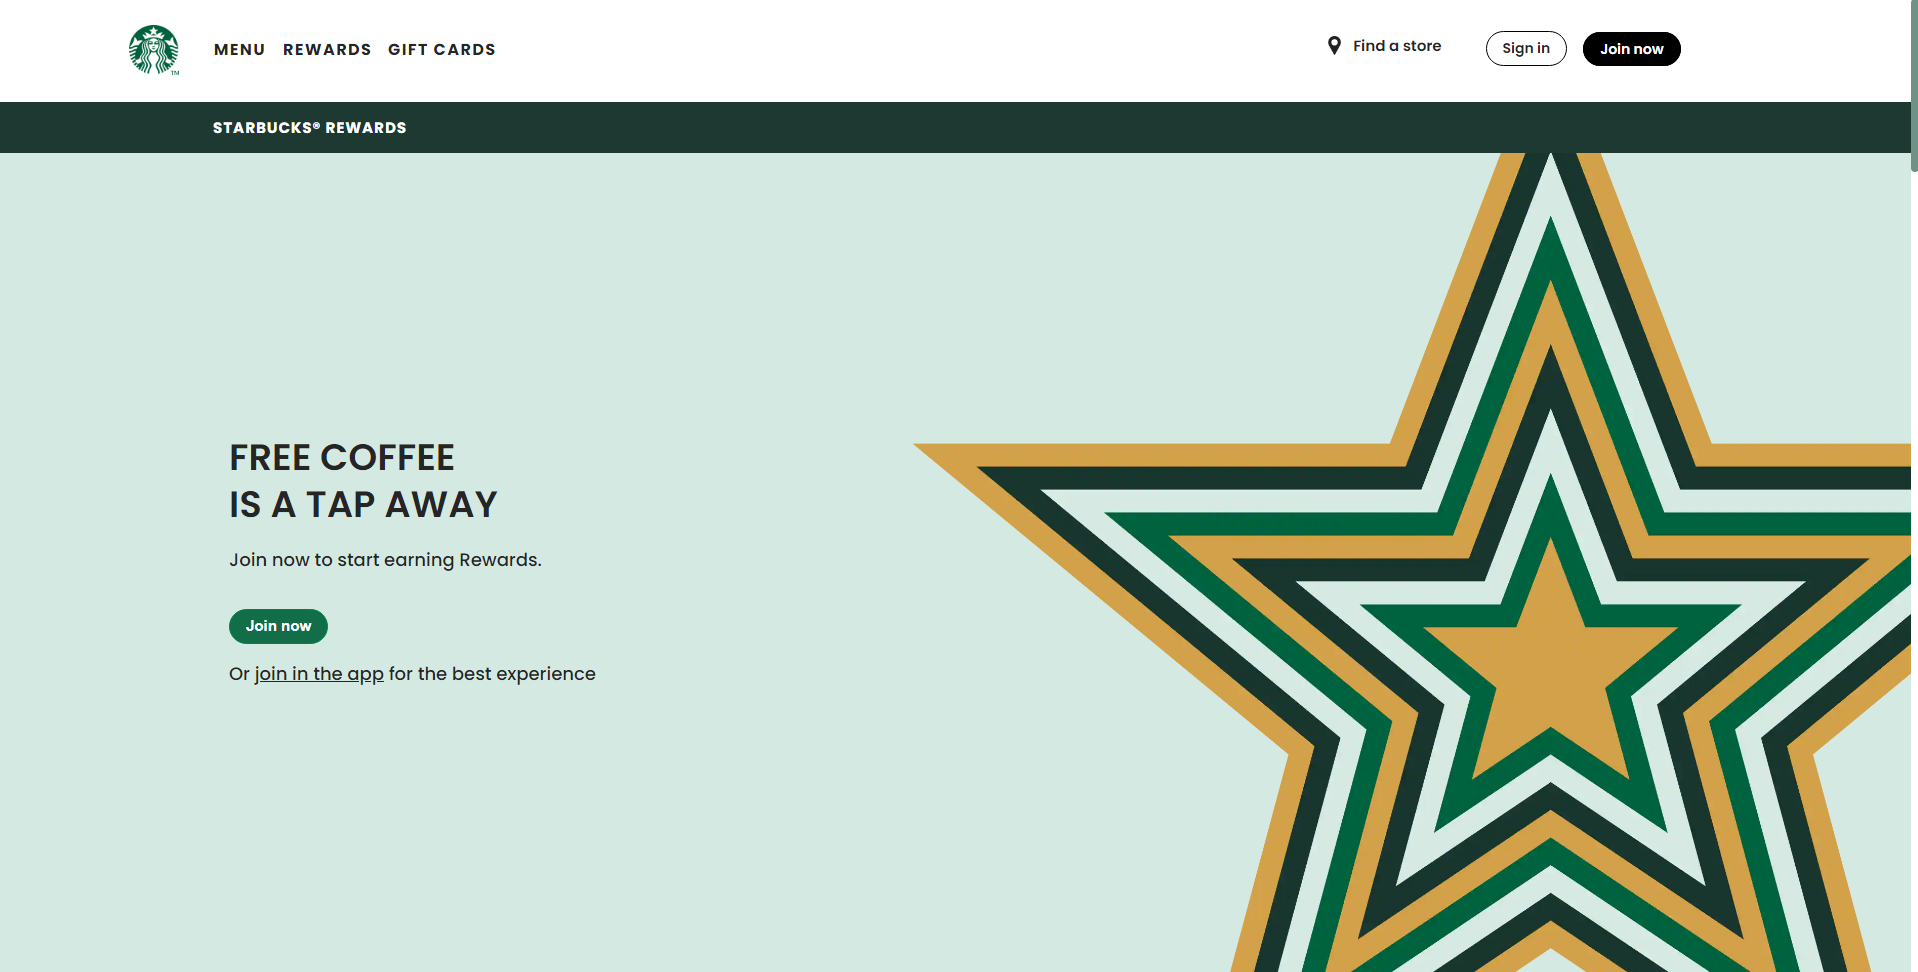 MENU REWARDS GIFT CARDS
Find a store
Sign in
Join now
STARBUCKS® REWARDS
FREE COFFEE
IS A TAP AWAY
Join now to start earning Rewards.
Join now
Or join in the app for the best experience
TM